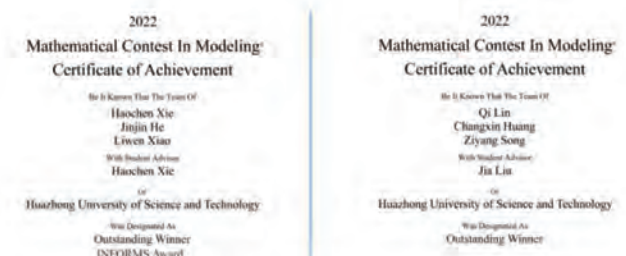 2022
Mathematical Contest In Modeling®
Certificate of Achievement
Be It Known That The Team Of
Haochen Xie
Jinjin He
Liwen Xiao
With Student Advisor
Haochen Xie
Of
Huazhong University of Science and Technology
Was Designated As
Outstanding Winner
INFORMS Award
2022
Mathematical Contest In Modeling®
Certificate of Achievement
Be It Known That The Team Of
Qi Lin
Changxin Huang
Ziyang Song
With Student Advisor
Jia Liu
Of
Huazhong University of Science and Technology
Was Designated As
Outstanding Winner